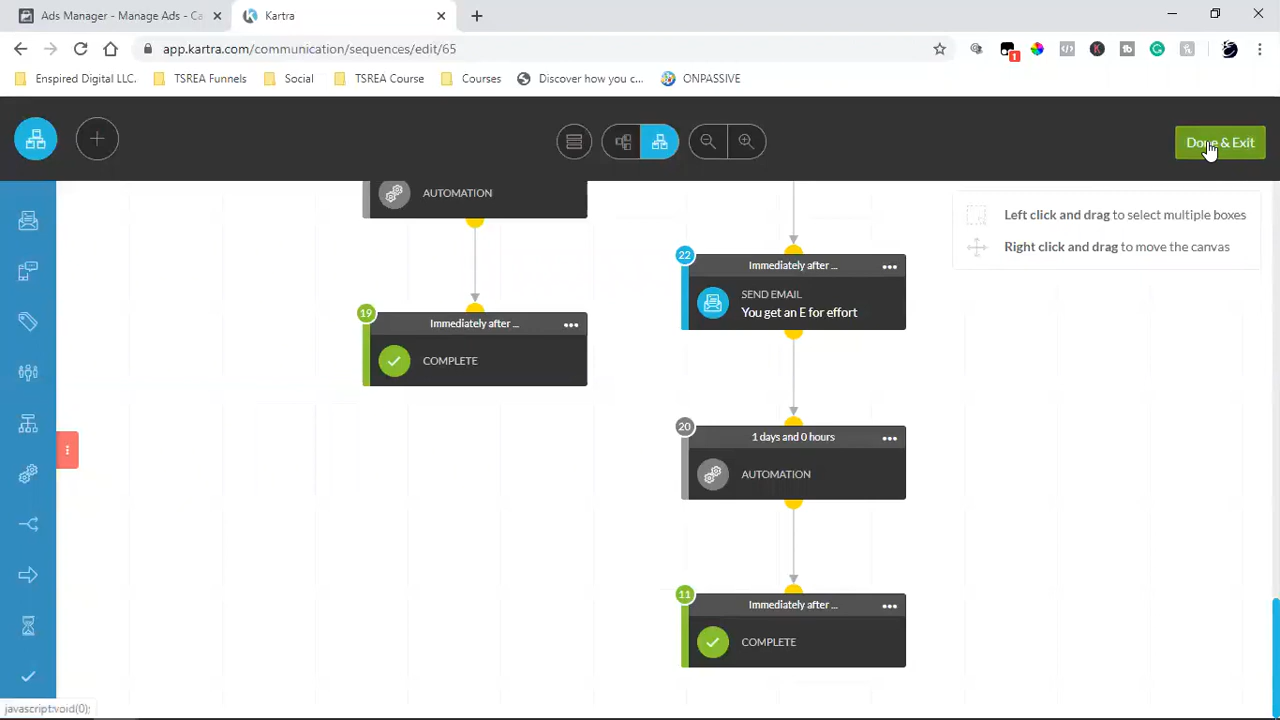 Ads Manager - Manage Ads - Ca
Kartra
app.kartra.com/communication/sequences/edit/65
1
Enspired Digital LLC.
TSREA Funnels
Social
TSREA Course
Courses
Discover how you c...
ONPASSIVE
Done & Exit
Left click and drag to select multiple boxes
Right click and drag to move the canvas
AUTOMATION
22
Immediately after ...
SEND EMAIL
You get an E for effort
19
Immediately after ...
COMPLETE
20
1 days and 0 hours
AUTOMATION
11
Immediately after ...
COMPLETE
javascript:void(0);